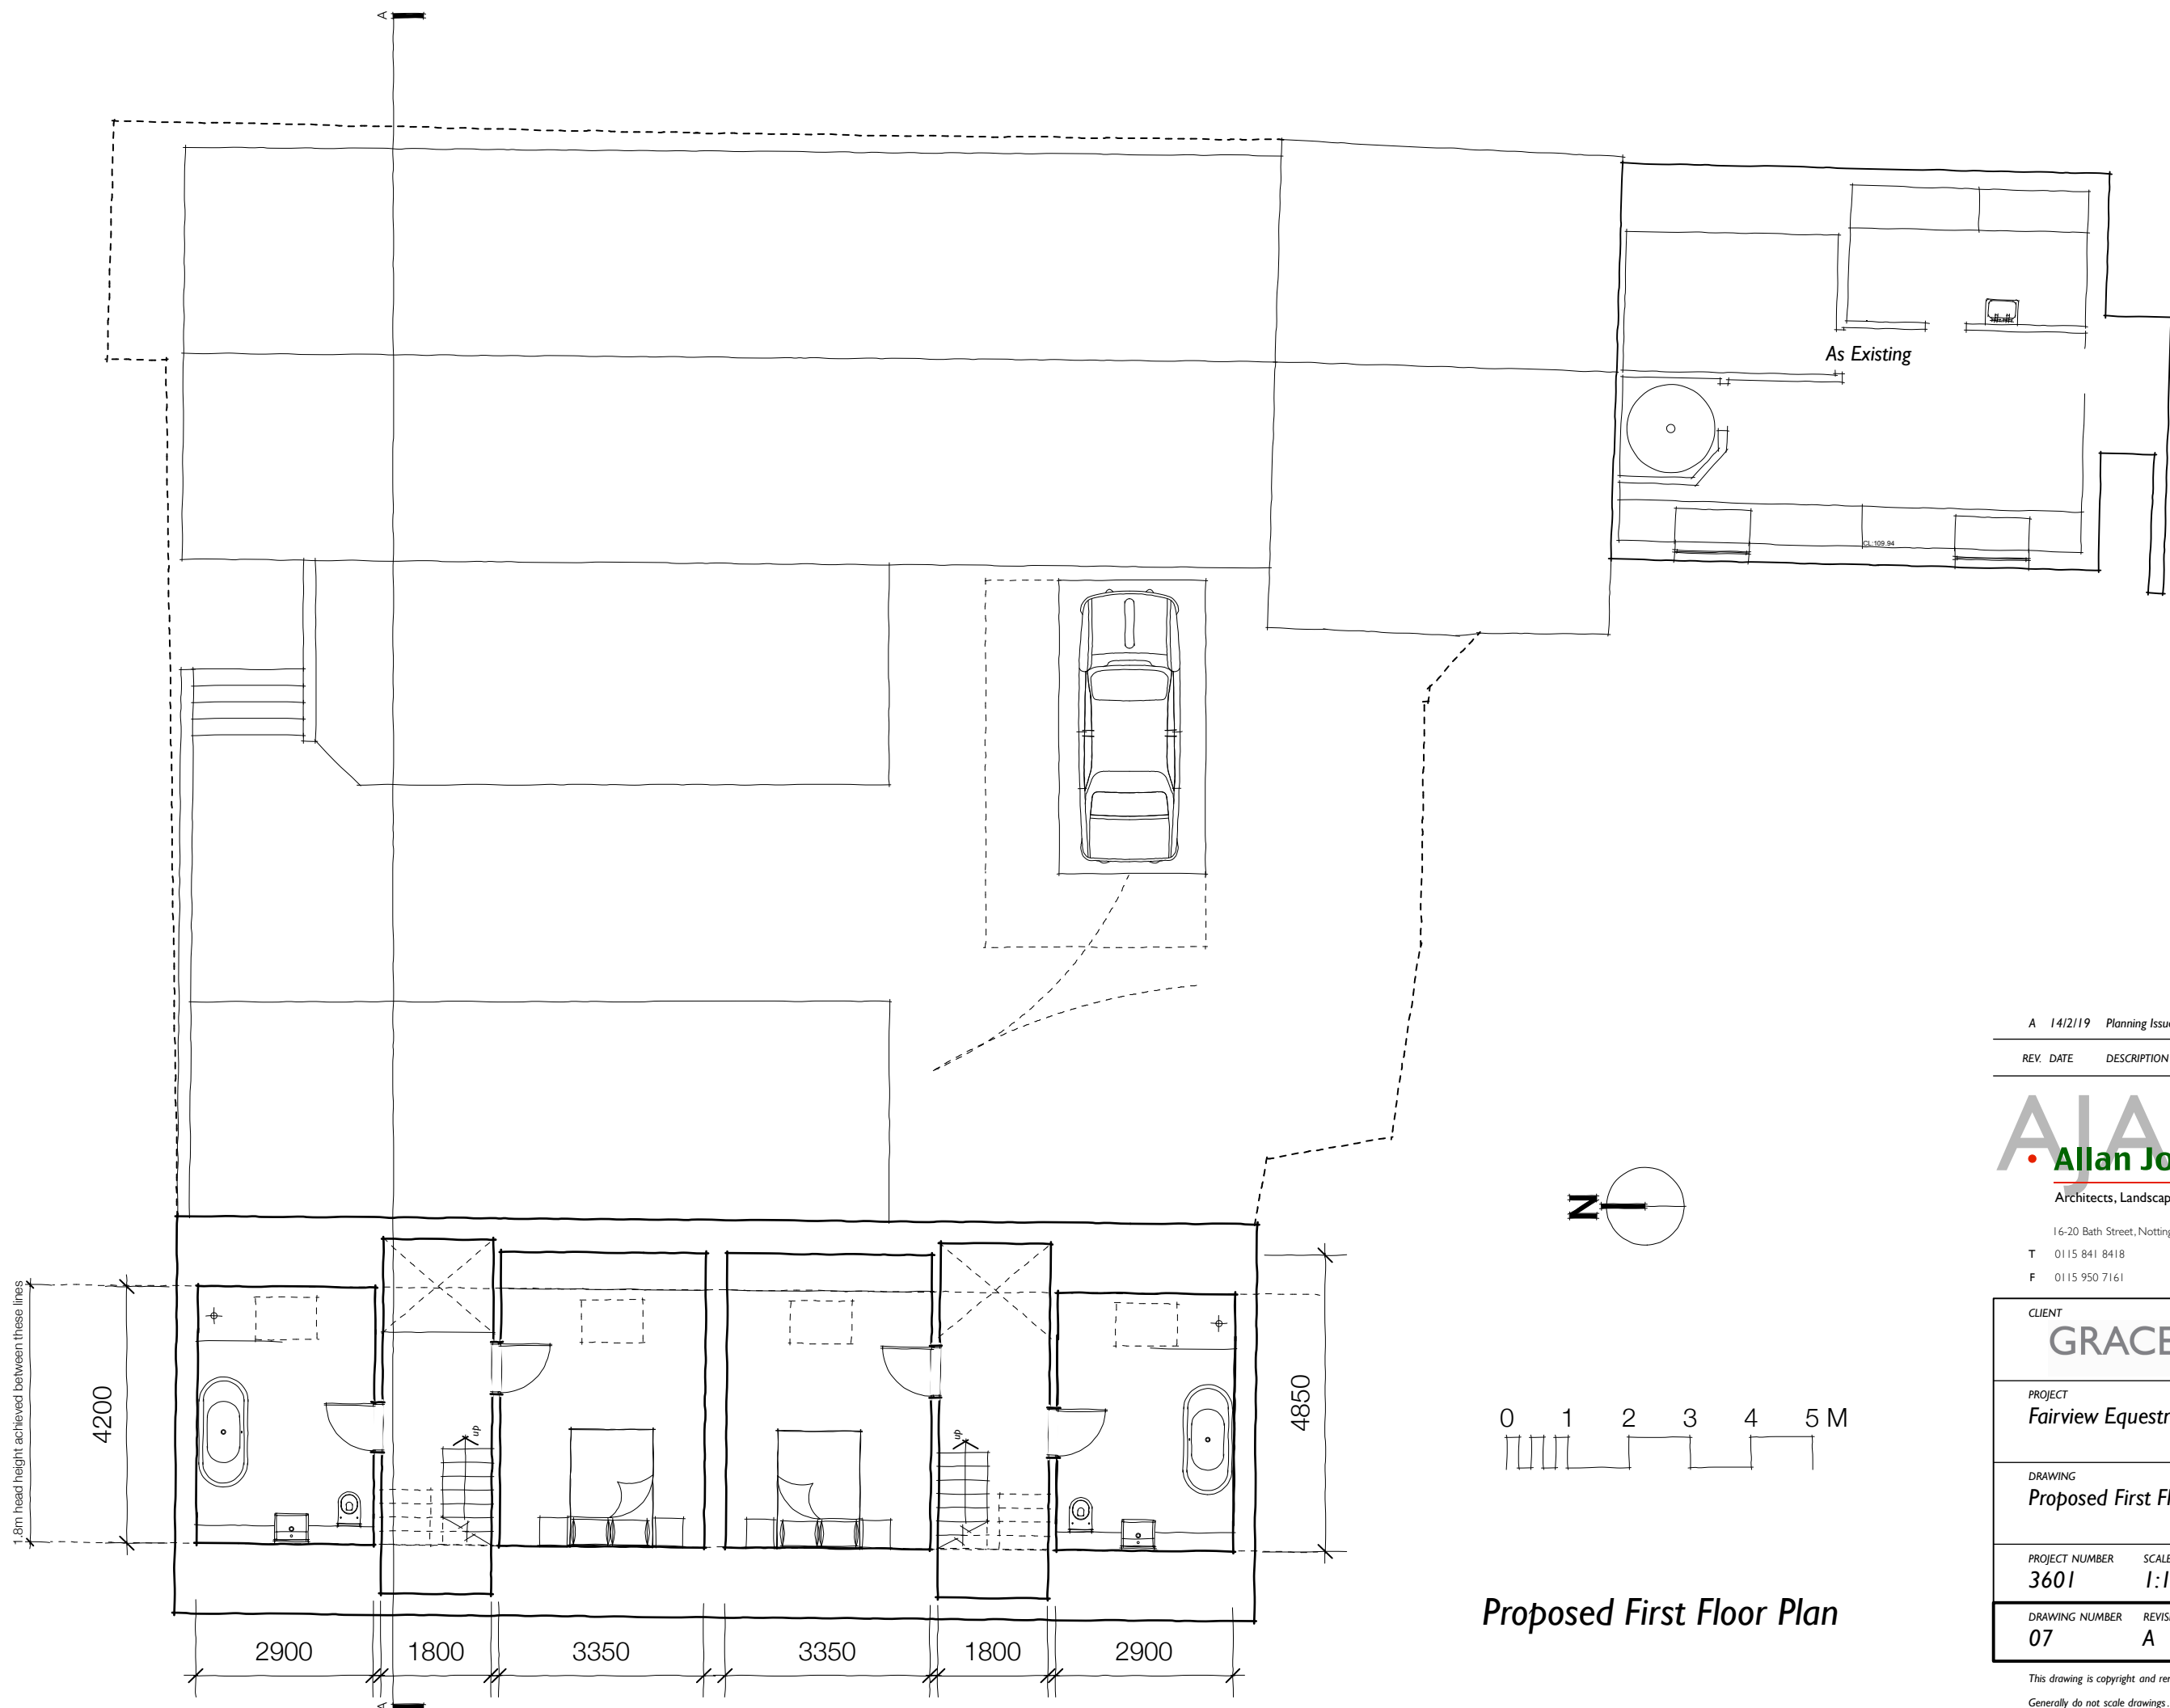 A
As Existing
CL:109.94
A 14/2/19 Planning Issue
REV. DATE DESCRIPTION
AJA
Allan Jo
Architects, Landscap
16-20 Bath Street, Notting
T 0115 841 8418
F 0115 950 7161
N
CLIENT
GRACE
PROJECT
Fairview Equestr
DRAWING
Proposed First Fl
PROJECT NUMBER SCALE
3601 1:1
DRAWING NUMBER REVIS
07 A
This drawing is copyright and re
Generally do not scale drawings.
0 1 2 3 4 5 M
Proposed First Floor Plan
1.8m head height achieved between these lines
4200
up
up
4850
2900 1800 3350 3350 1800 2900
A